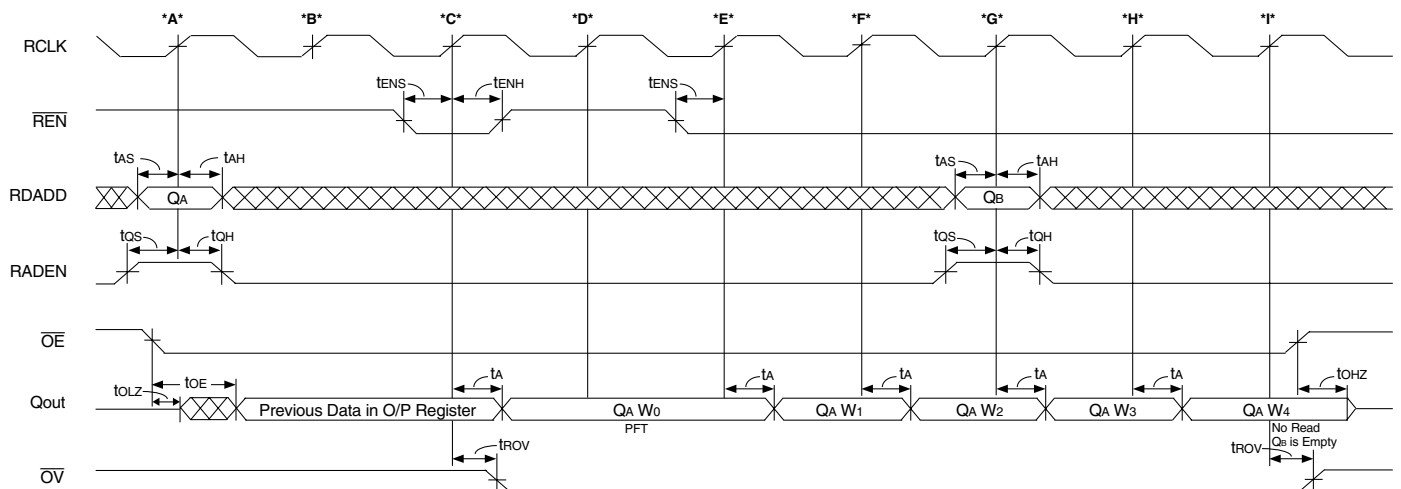 *A* *B* *C* *D* *E* *F* *G* *H* *I*
RCLK
tENS tENH tENS
REN
tAS tAH tAS tAH
RDADD QA QB
tQS tQH tQS tQH
RADEN
OE
tOLZ tOE tA tA tA tA tA tOHZ
Qout Previous Data in O/P Register QA W0 QA W1 QA W2 QA W3 QA W4
PFT No Read
QB is Empty
tROV tROV
OV